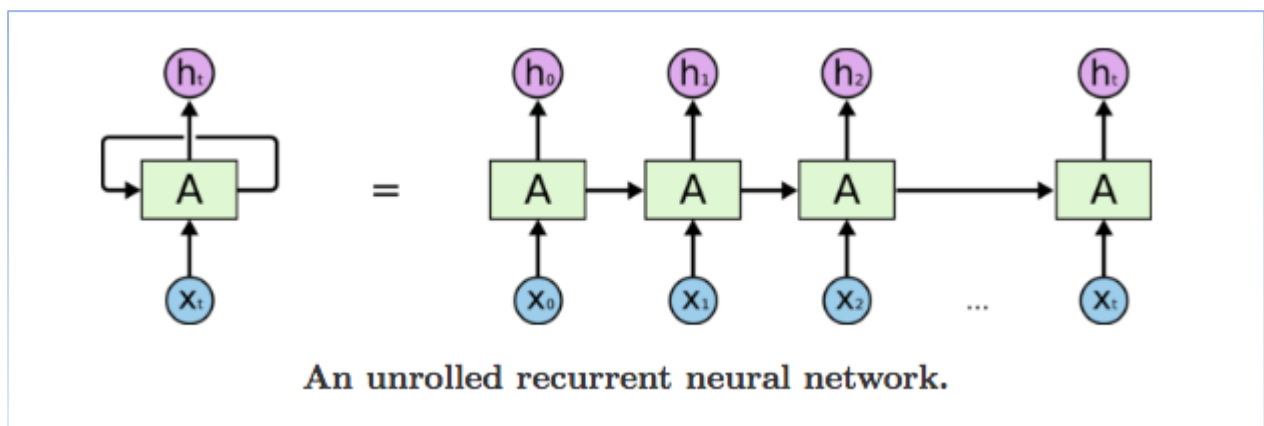 hₜ h₀ h₁ h₂ hₜ
A = A A A A
xₜ x₀ x₁ x₂ ... xₜ
An unrolled recurrent neural network.